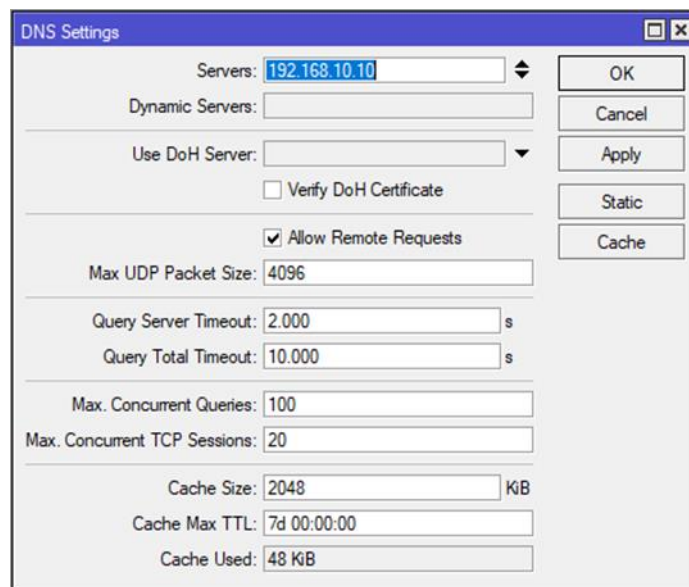 DNS Settings
Servers: 192.168.10.10
OK
Dynamic Servers:
Cancel
Use DoH Server:
Apply
Verify DoH Certificate
Static
Allow Remote Requests
Cache
Max UDP Packet Size: 4096
Query Server Timeout: 2.000 s
Query Total Timeout: 10.000 s
Max. Concurrent Queries: 100
Max. Concurrent TCP Sessions: 20
Cache Size: 2048 KiB
Cache Max TTL: 7d 00:00:00
Cache Used: 48 KiB